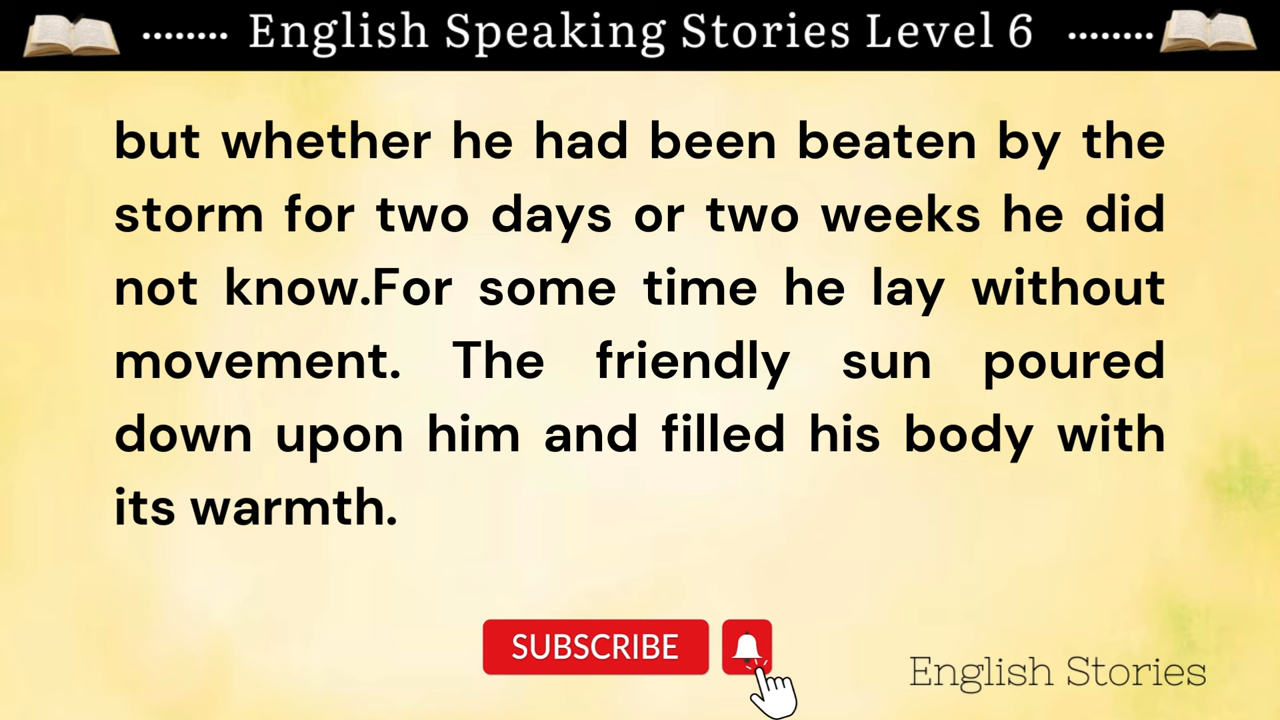 ........ English Speaking Stories Level 6 ........
but whether he had been beaten by the
storm for two days or two weeks he did
not know.For some time he lay without
movement. The friendly sun poured
down upon him and filled his body with
its warmth.
SUBSCRIBE
English Stories